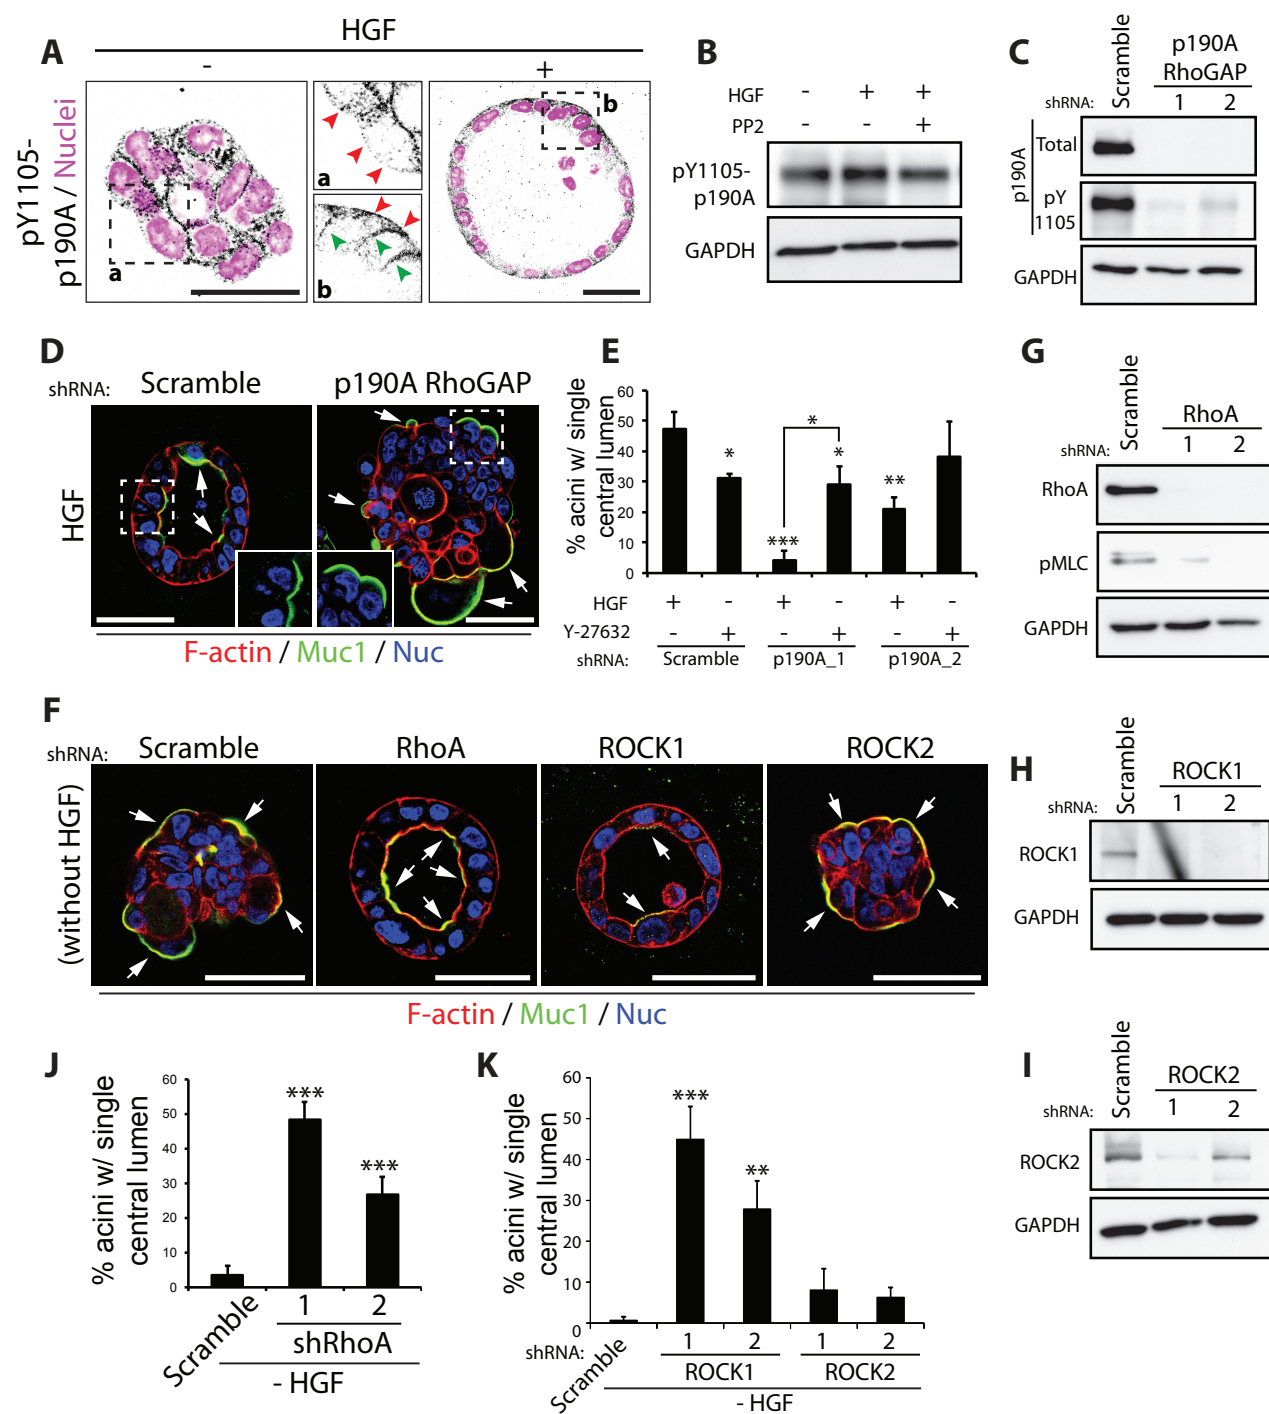 A
HGF
-
+
pY1105-
p190A / Nuclei
a
a
b
b
B
HGF - + +
PP2 - - +
pY1105-
p190A
GAPDH
C
Scramble
p190A
RhoGAP
shRNA: 1 2
p190A
Total
pY
1105
GAPDH
D
shRNA: Scramble p190A RhoGAP
HGF
F-actin / Muc1 / Nuc
E
% acini w/ single
central lumen
60
50
40
30
20
10
0
*
***
*
*
**
HGF + - + - + -
Y-27632 - + - + - +
shRNA: Scramble p190A_1 p190A_2
G
Scramble
RhoA
shRNA: 1 2
RhoA
pMLC
GAPDH
F
shRNA: Scramble RhoA ROCK1 ROCK2
(without HGF)
F-actin / Muc1 / Nuc
H
Scramble
ROCK1
shRNA: 1 2
ROCK1
GAPDH
I
Scramble
ROCK2
shRNA: 1 2
ROCK2
GAPDH
J
% acini w/ single
central lumen
60
50
40
30
20
10
0
***
***
Scramble
1 2
shRhoA
- HGF
K
% acini w/ single
central lumen
60
50
40
30
20
10
0
***
**
shRNA: 1 2 1 2
Scramble
ROCK1 ROCK2
- HGF